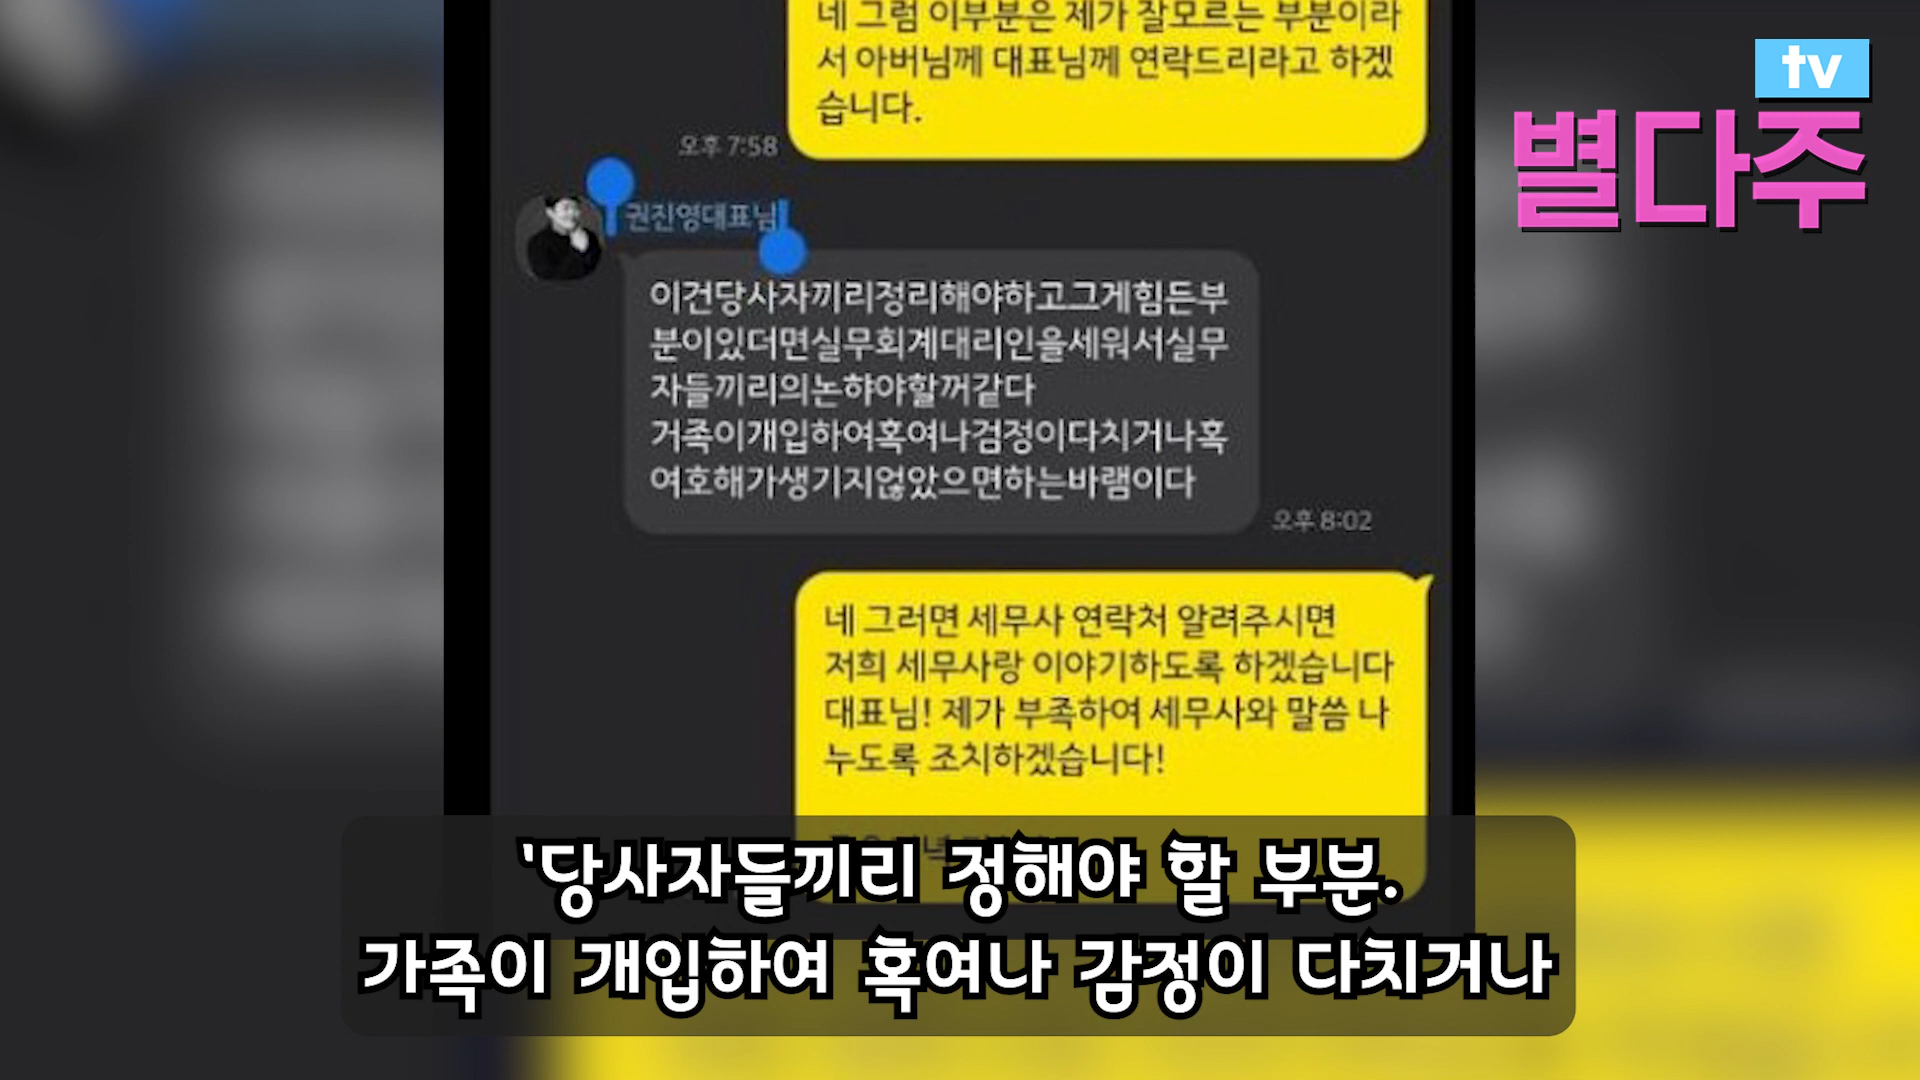 네 그럼 이부분은 제가 잘모르는 부분이라
서 아버님께 대표님께 연락드리라고 하겠
습니다.
오후 7:58
tv
별다주
권진영대표님
이건당사자끼리정리해야하고그게힘든부
분이있더면실무회계대리인을세워서실무
자들끼리의논햐야할꺼같다
거족이개입하여혹여나검정이다치거나혹
여호해가생기지않았으면하는바램이다
오후 8:02
네 그러면 세무사 연락처 알려주시면
저희 세무사랑 이야기하도록 하겠습니다
대표님! 제가 부족하여 세무사와 말씀 나
누도록 조치하겠습니다!
'당사자들끼리 정해야 할 부분.
가족이 개입하여 혹여나 감정이 다치거나